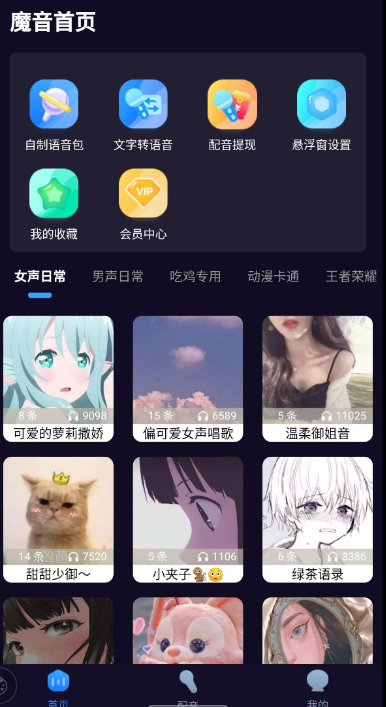 魔音首页
自制语音包 文字转语音 配音提现 悬浮窗设置
VIP
我的收藏 会员中心
女声日常 男声日常 吃鸡专用 动漫卡通 王者荣耀
8 条 9098 15 条 6589 5 条 11025
可爱的萝莉撒娇 偏可爱女声唱歌 温柔御姐音
14 条 7520 5 条 1106 6 条 3386
甜甜少御～ 小夹子🐒😳 绿茶语录
首页 配音 我的